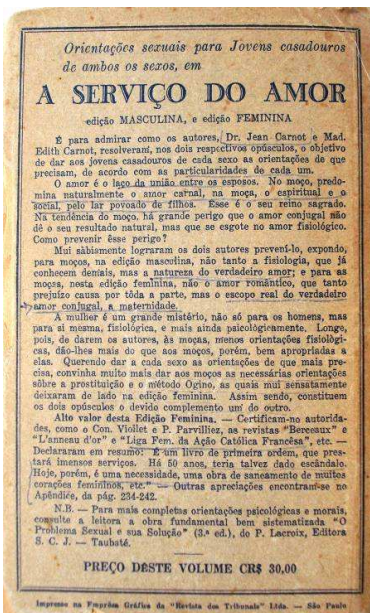 Orientações sexuais para Jovens casadouros
de ambos os sexos, em
A SERVIÇO DO AMOR
edição MASCULINA, e edição FEMININA
É para admirar como os autores, Dr. Jean Carnot e Mad.
Edith Carnot, resolveram, nos dois respectivos opúsculos, o objetivo
de dar aos jovens casadouros de cada sexo as orientações de que
precisam, de acordo com as particularidades de cada um.
O amor é o laço da união entre os esposos. No moço, predo-
mina naturalmente o amor carnal, na moça, o espiritual e o
social, pelo lar povoado de filhos. Esse é o seu reino sagrado.
Na tendência do moço, há grande perigo que o amor conjugal não
dê o seu resultado natural, mas que se esgote no amor fisiológico.
Como prevenir êsse perigo?
Mui sàbiamente lograram os dois autores preveni-lo, expondo,
para moços, na edição masculina, não tanto a fisiologia, que já
conhecem demais, mas a natureza do verdadeiro amor; e para as
moças, nesta edição feminina, não o amor romântico, que tanto
prejuízo causa por tôda a parte, mas o escopo real do verdadeiro
amor conjugal, a maternidade.
A mulher é um grande mistério, não só para os homens, mas
para si mesma, fisiológica, e mais ainda psicològicamente. Longe,
pois, de darem os autores, às moças, menos orientações fisiológi-
cas, dão-lhes mais do que aos moços, porém, bem apropriadas a
elas. Querendo dar a cada sexo as orientações de que mais pre-
cisa, convinha muito mais dar aos moços as necessárias orientações
sôbre a prostituição e o método Ogino, as quais mui sensatamente
deixaram de lado na edição feminina. Assim sendo, constituem
os dois opúsculos o devido complemento um do outro.
Alto valor desta Edição Feminina. — Certificam-no autorida-
des, como o Con. Viollet e P. Parvilliez, as revistas "Berceaux" e
"L'anneau d'or" e "Liga Fem. da Ação Católica Francêsa", etc. —
Declararam em resumo: É um livro de primeira ordem, que pres-
tará imensos serviços. Há 50 anos, teria talvez dado escândalo.
Hoje, porém, é uma necessidade, uma obra de saneamento de muitos
corações femininos, etc." — Outras apreciações encontram-se no
Apêndice, da pág. 234-242.
N.B. — Para mais completas orientações psicológicas e morais,
consulte a leitora a obra fundamental bem sistematizada "O
Problema Sexual e sua Solução" (3.ª ed.), do P. Lacroix, Editora
S. C. J. — Taubaté.
PREÇO DÊSTE VOLUME CR$ 30,00
Impresso na Emprêsa Gráfica da "Revista dos Tribunais" Ltda. — São Paulo